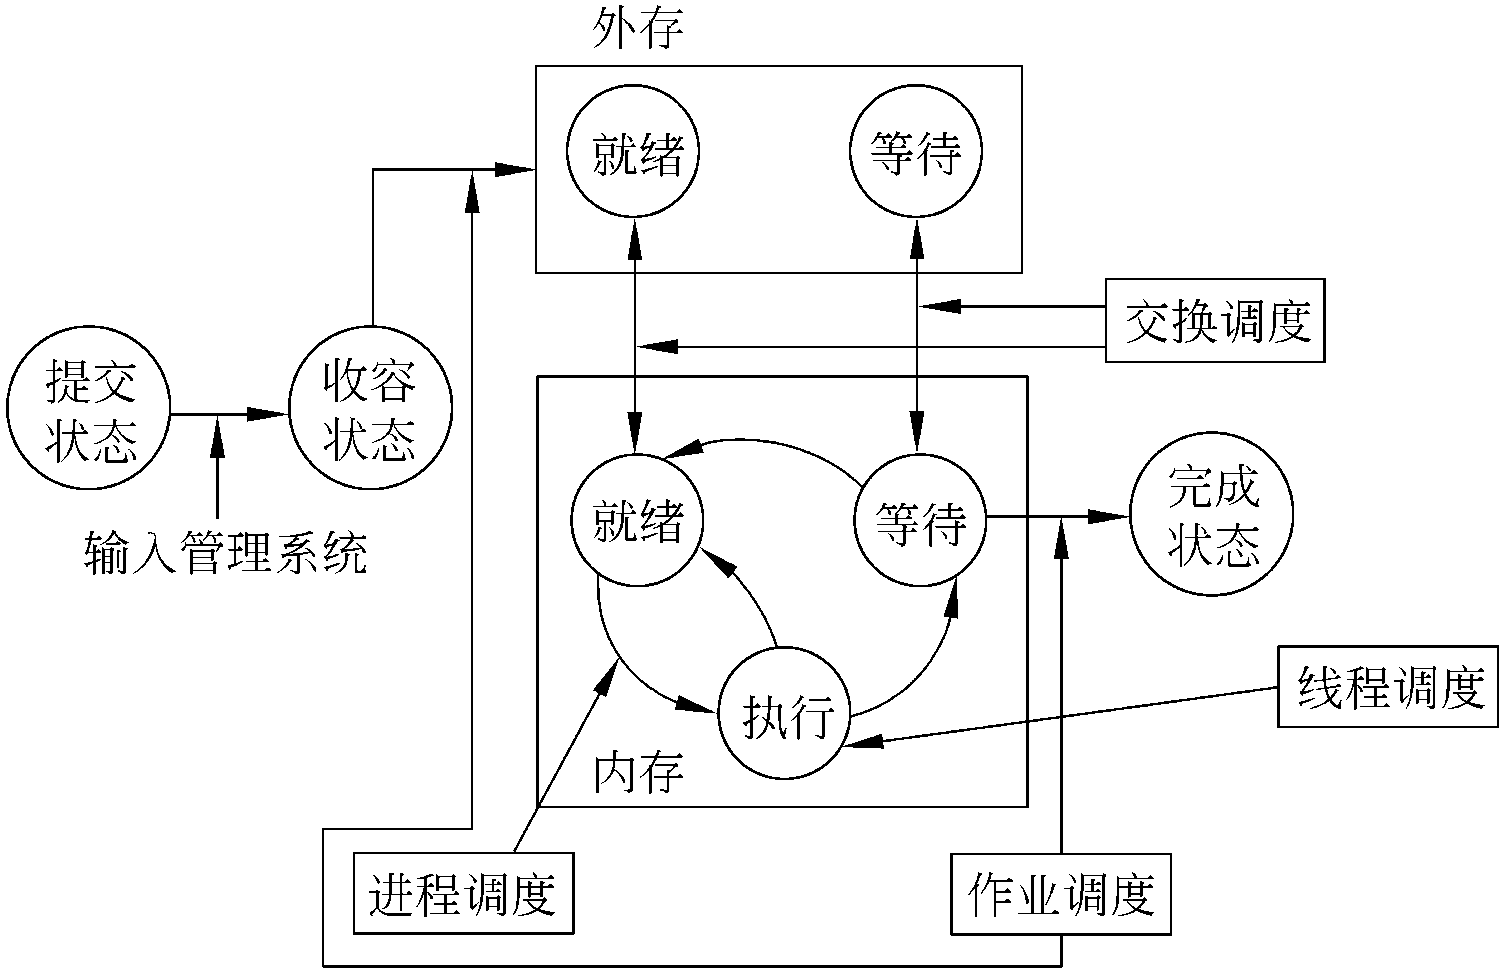 外存
就绪
等待
交换调度
提交
状态
收容
状态
输入管理系统
就绪
等待
完成
状态
执行
线程调度
内存
进程调度
作业调度